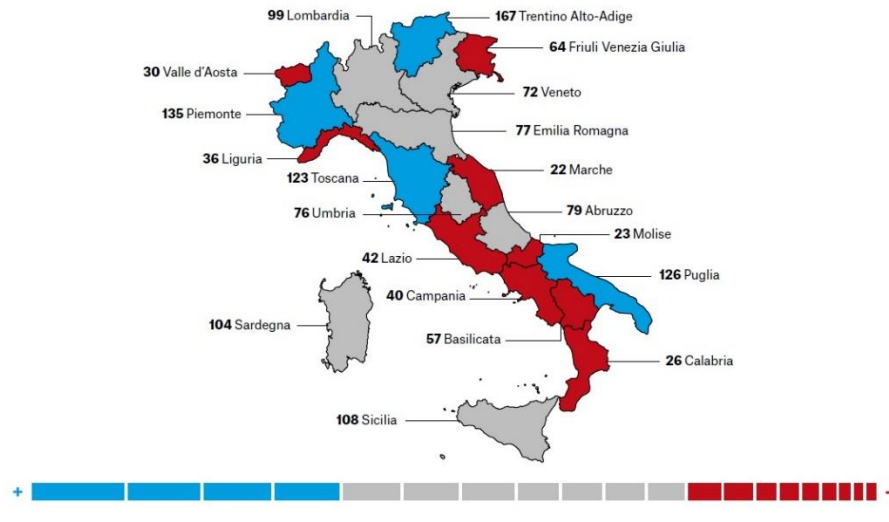 99 Lombardia
167 Trentino Alto-Adige
64 Friuli Venezia Giulia
30 Valle d'Aosta
72 Veneto
135 Piemonte
77 Emilia Romagna
36 Liguria
22 Marche
123 Toscana
79 Abruzzo
76 Umbria
23 Molise
42 Lazio
126 Puglia
40 Campania
104 Sardegna
57 Basilicata
26 Calabria
108 Sicilia
+ -